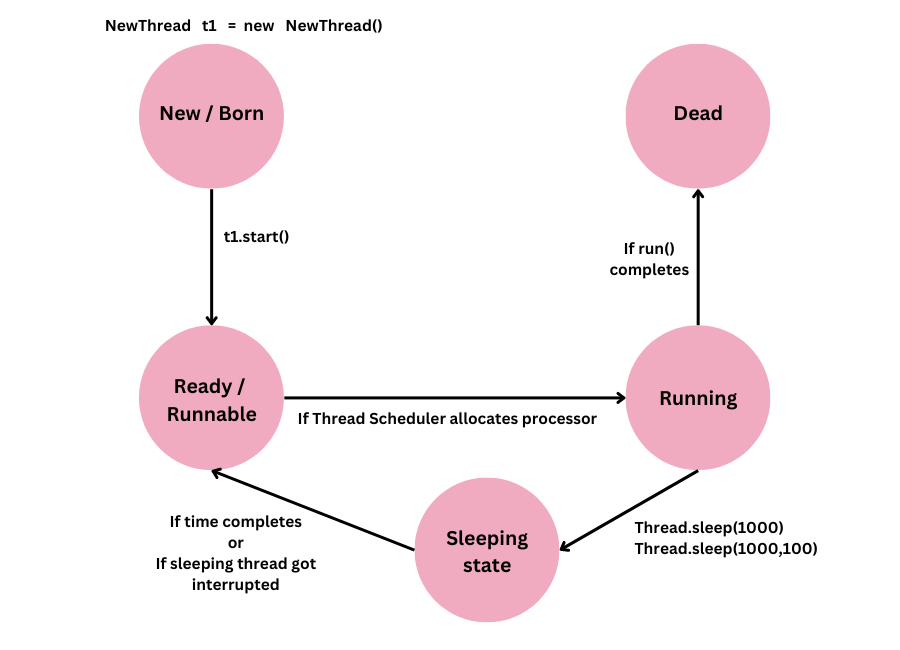 NewThread t1 = new NewThread()
New / Born
Dead
t1.start()
If run()
completes
Ready /
Runnable
Running
If Thread Scheduler allocates processor
If time completes
or
If sleeping thread got
interrupted
Sleeping
state
Thread.sleep(1000)
Thread.sleep(1000,100)